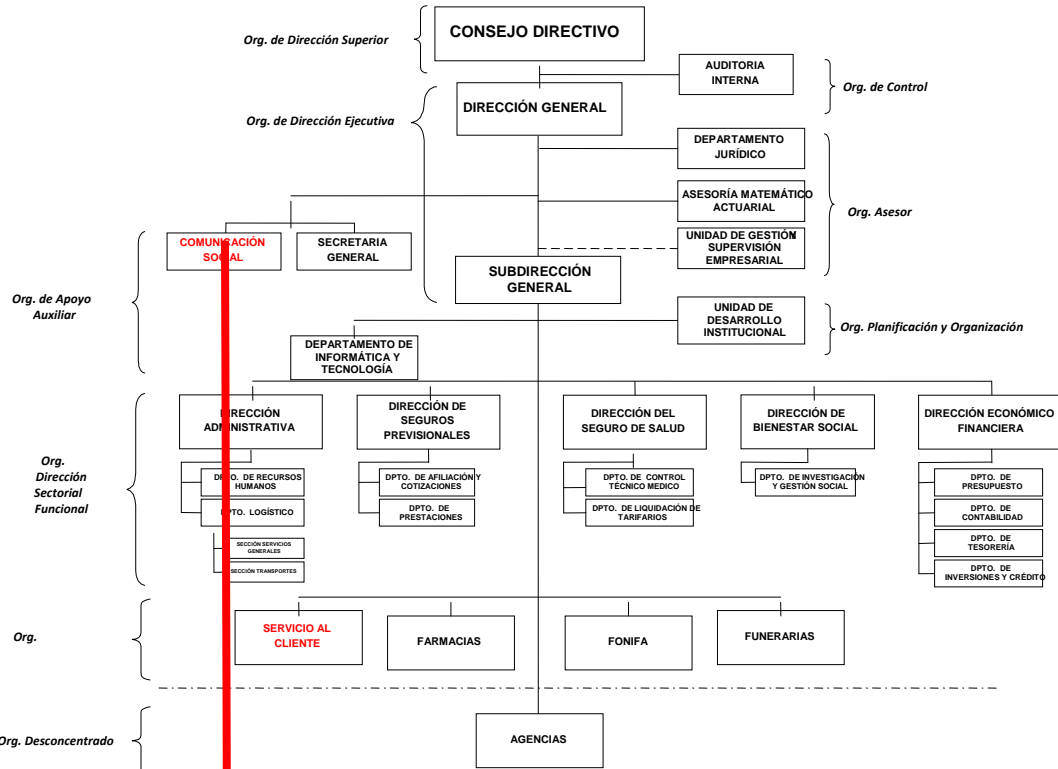 CONSEJO DIRECTIVO
Org. de Dirección Superior
AUDITORIA
INTERNA
Org. de Control
DIRECCIÓN GENERAL
Org. de Dirección Ejecutiva
DEPARTAMENTO
JURÍDICO
ASESORÍA MATEMÁTICO
ACTUARIAL
Org. Asesor
UNIDAD DE GESTIÓN Y
SUPERVISIÓN
EMPRESARIAL
COMUNICACIÓN
SOCIAL
SECRETARIA
GENERAL
SUBDIRECCIÓN
GENERAL
Org. de Apoyo
Auxiliar
UNIDAD DE
DESARROLLO
INSTITUCIONAL
Org. Planificación y Organización
DEPARTAMENTO DE
INFORMÁTICA Y
TECNOLOGÍA
Org.
Dirección
Sectorial
Funcional
DIRECCIÓN
ADMINISTRATIVA
DPTO. DE RECURSOS
HUMANOS
DPTO. LOGÍSTICO
SECCIÓN SERVICIOS
GENERALES
SECCIÓN TRANSPORTES
DIRECCIÓN DE
SEGUROS
PREVISIONALES
DPTO. DE AFILIACIÓN Y
COTIZACIONES
DPTO. DE
PRESTACIONES
DIRECCIÓN DEL
SEGURO DE SALUD
DPTO. DE CONTROL
TÉCNICO MEDICO
DPTO. DE LIQUIDACIÓN DE
TARIFARIOS
DIRECCIÓN DE
BIENESTAR SOCIAL
DPTO. DE INVESTIGACIÓN
Y GESTIÓN SOCIAL
DIRECCIÓN ECONÓMICO
FINANCIERA
DPTO. DE
PRESUPUESTO
DPTO. DE
CONTABILIDAD
DPTO. DE
TESORERÍA
DPTO. DE
INVERSIONES Y CRÉDITO
Org.
SERVICIO AL
CLIENTE
FARMACIAS
FONIFA
FUNERARIAS
Org. Desconcentrado
AGENCIAS